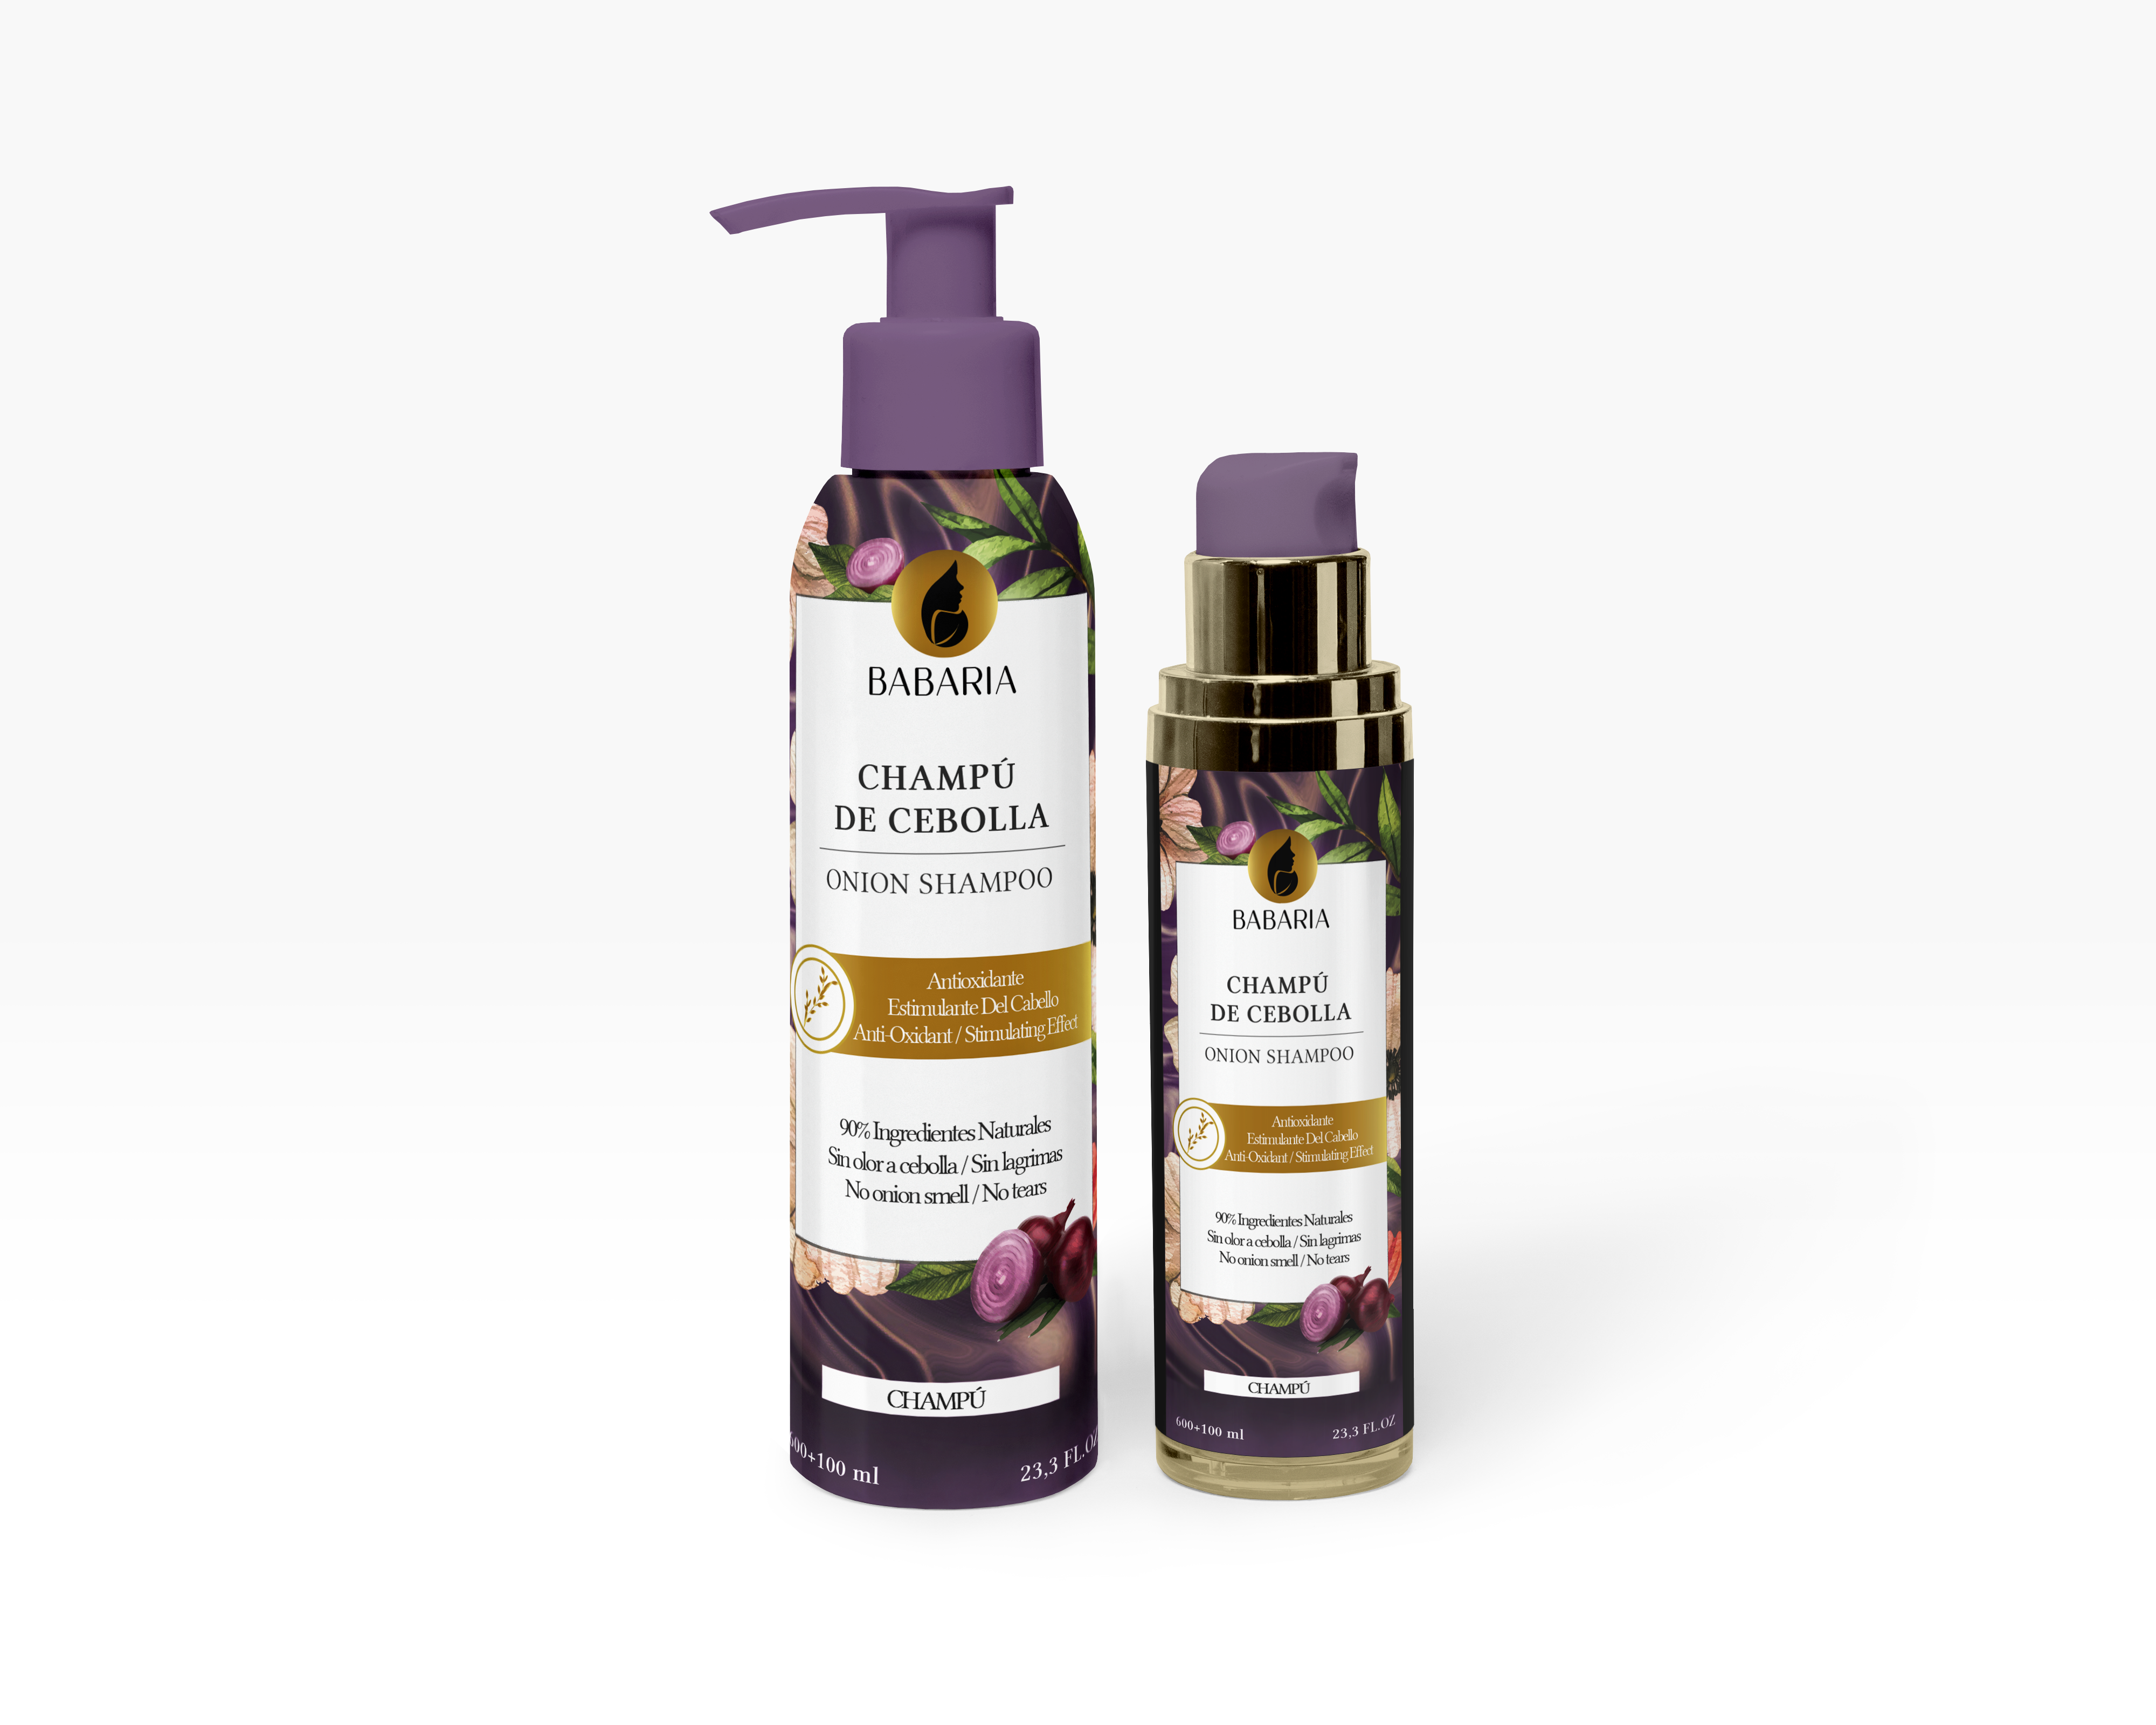 BABARIA
CHAMPÚ
DE CEBOLLA
ONION SHAMPOO
Antioxidante
Estimulante Del Cabello
Anti-Oxidant / Stimulating Effect
90% Ingredientes Naturales
Sin olor a cebolla / Sin lagrimas
No onion smell / No tears
CHAMPÚ
600+100 ml
23,3 FL.OZ
BABARIA
CHAMPÚ
DE CEBOLLA
ONION SHAMPOO
Antioxidante
Estimulante Del Cabello
Anti-Oxidant / Stimulating Effect
90% Ingredientes Naturales
Sin olor a cebolla / Sin lagrimas
No onion smell / No tears
CHAMPÚ
600+100 ml
23,3 FL.OZ